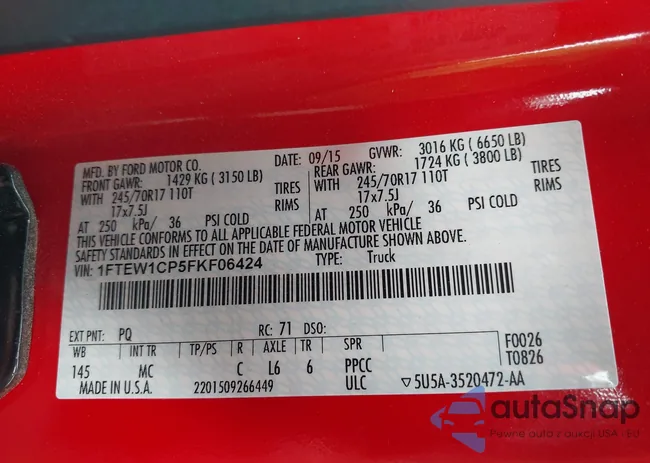 MFD. BY FORD MOTOR CO.
DATE: 09/15
GVWR: 3016 KG ( 6650 LB)
FRONT GAWR: 1429 KG ( 3150 LB)
WITH 245/70R17 110T TIRES
17x7.5J RIMS
AT 250 kPa/ 36 PSI COLD
REAR GAWR: 1724 KG ( 3800 LB)
WITH 245/70R17 110T TIRES
17x7.5J RIMS
AT 250 kPa/ 36 PSI COLD
THIS VEHICLE CONFORMS TO ALL APPLICABLE FEDERAL MOTOR VEHICLE
SAFETY STANDARDS IN EFFECT ON THE DATE OF MANUFACTURE SHOWN ABOVE.
VIN: 1FTEW1CP5FKF06424
TYPE: Truck
EXT PNT: PQ RC: 71 DSO:
WB INT TR TP/PS R AXLE TR SPR
145 MC C L6 6 PPCC
F0026
T0826
MADE IN U.S.A. 2201509266449 ULC ▽5U5A-3520472-AA
autoSnap
Pewne auta z aukcji USA - EU